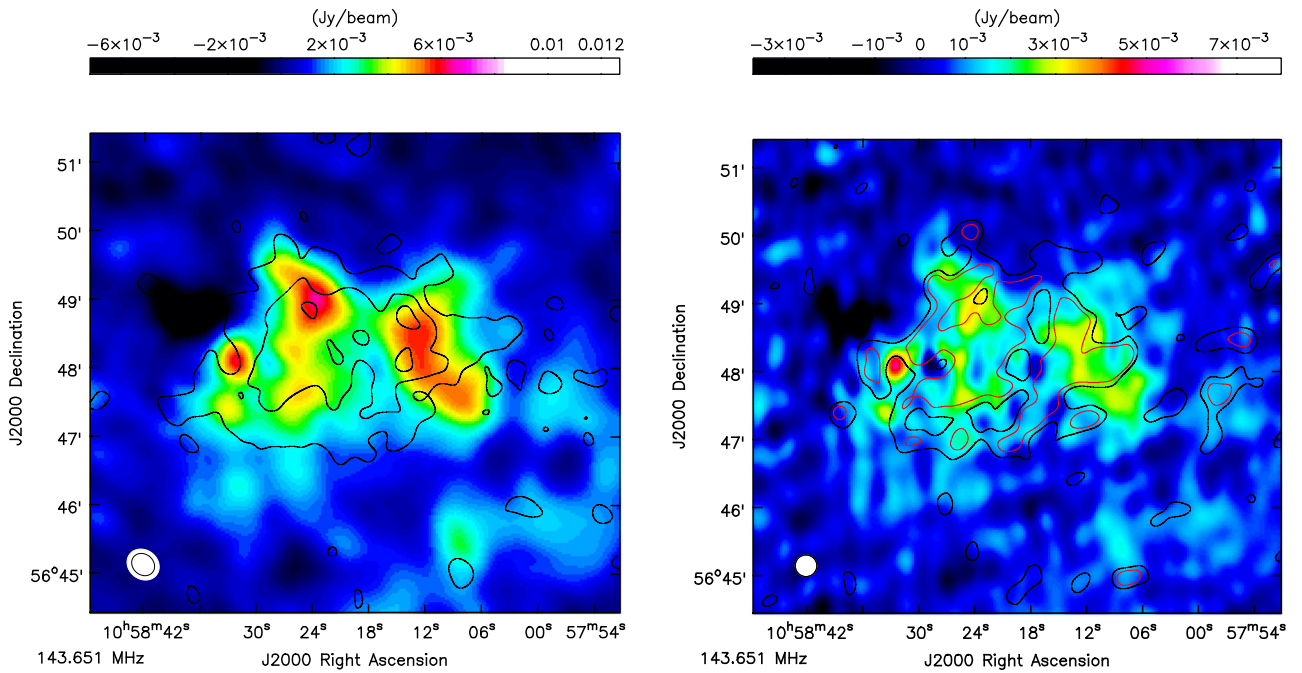 (Jy/beam)
−6×10⁻³ −2×10⁻³ 2×10⁻³ 6×10⁻³ 0.01 0.012
51'
50'
49'
48'
47'
46'
56°45'
J2000 Declination
10ʰ58ᵐ42ˢ 30ˢ 24ˢ 18ˢ 12ˢ 06ˢ 00ˢ 57ᵐ54ˢ
143.651 MHz J2000 Right Ascension
(Jy/beam)
−3×10⁻³ −10⁻³ 0 10⁻³ 3×10⁻³ 5×10⁻³ 7×10⁻³
51'
50'
49'
48'
47'
46'
56°45'
J2000 Declination
10ʰ58ᵐ42ˢ 30ˢ 24ˢ 18ˢ 12ˢ 06ˢ 00ˢ 57ᵐ54ˢ
143.651 MHz J2000 Right Ascension